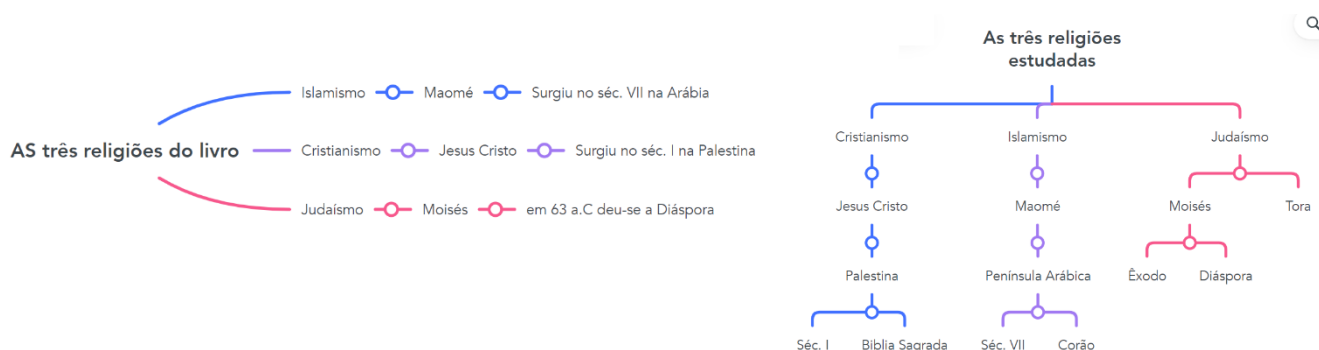 AS três religiões do livro
Islamismo
Maomé
Surgiu no séc. VII na Arábia
Cristianismo
Jesus Cristo
Surgiu no séc. I na Palestina
Judaísmo
Moisés
em 63 a.C deu-se a Diáspora
As três religiões
estudadas
Cristianismo
Islamismo
Judaísmo
Jesus Cristo
Maomé
Moisés
Tora
Palestina
Península Arábica
Êxodo
Diáspora
Séc. I
Biblia Sagrada
Séc. VII
Corão